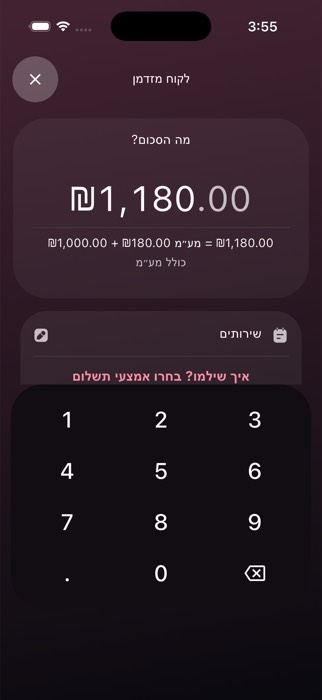 3:55
לקוח מזדמן
מה הסכום?
₪1,180.00
₪1,000.00 + ₪180.00 מע״מ = ₪1,180.00
כולל מע״מ
שירותים
איך שילמו? בחרו אמצעי תשלום
1 2 3
4 5 6
7 8 9
. 0